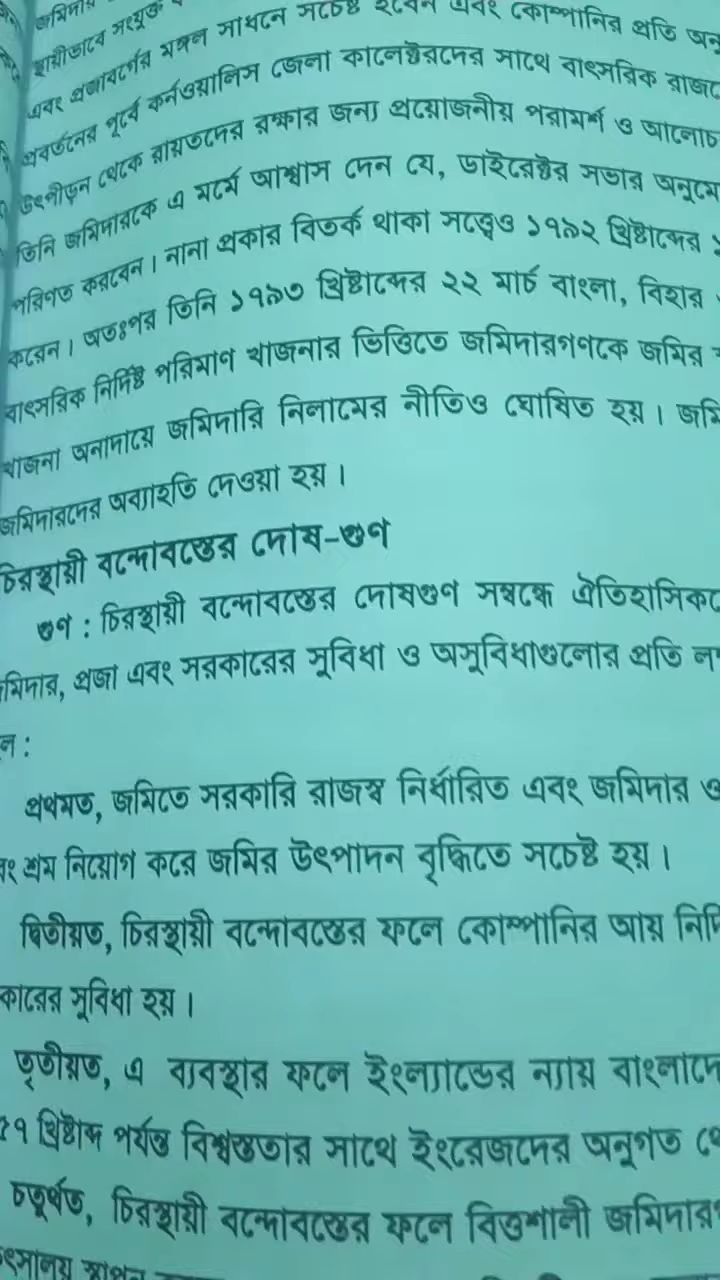 জমিদার
স্থায়ীভাবে সংযুক্ত
এবং প্রজাবর্গের মঙ্গল সাধনে সচেষ্ট হবেন এবং কোম্পানির প্রতি
প্রবর্তনের পূর্বে কর্নওয়ালিস জেলা কালেক্টরদের সাথে বাৎসরিক
উৎপীড়ন থেকে রায়তদের রক্ষার জন্য প্রয়োজনীয় পরামর্শ ও
তিনি জমিদারকে এ মর্মে আশ্বাস দেন যে, ডাইরেক্টর সভার
পরিণত করবেন। নানা প্রকার বিতর্ক থাকা সত্ত্বেও ১৭৯২ খ্রিষ্টাব্দের
করেন। অতঃপর তিনি ১৭৯৩ খ্রিষ্টাব্দের ২২ মার্চ বাংলা, বিহার
বাৎসরিক নির্দিষ্ট পরিমাণ খাজনার ভিত্তিতে জমিদারগণকে জমির
খাজনা অনাদায়ে জমিদারি নিলামের নীতিও ঘোষিত হয়। জমি
জমিদারদের অব্যাহতি দেওয়া হয়।
চিরস্থায়ী বন্দোবস্তের দোষ-গুণ
গুণ : চিরস্থায়ী বন্দোবস্তের দোষগুণ সম্বন্ধে ঐতিহাসিক
মিদার, প্রজা এবং সরকারের সুবিধা ও অসুবিধাগুলোর প্রতি
ন :
প্রথমত, জমিতে সরকারি রাজস্ব নির্ধারিত এবং জমিদার ও
বং শ্রম নিয়োগ করে জমির উৎপাদন বৃদ্ধিতে সচেষ্ট হয়।
দ্বিতীয়ত, চিরস্থায়ী বন্দোবস্তের ফলে কোম্পানির আয় নির্দি
কারের সুবিধা হয়।
তৃতীয়ত, এ ব্যবস্থার ফলে ইংল্যান্ডের ন্যায় বাংলাদে
৫৭ খ্রিষ্টাব্দ পর্যন্ত বিশ্বস্ততার সাথে ইংরেজদের অনুগত
চতুর্থত, চিরস্থায়ী বন্দোবস্তের ফলে বিত্তশালী জমিদার
স্থাপন